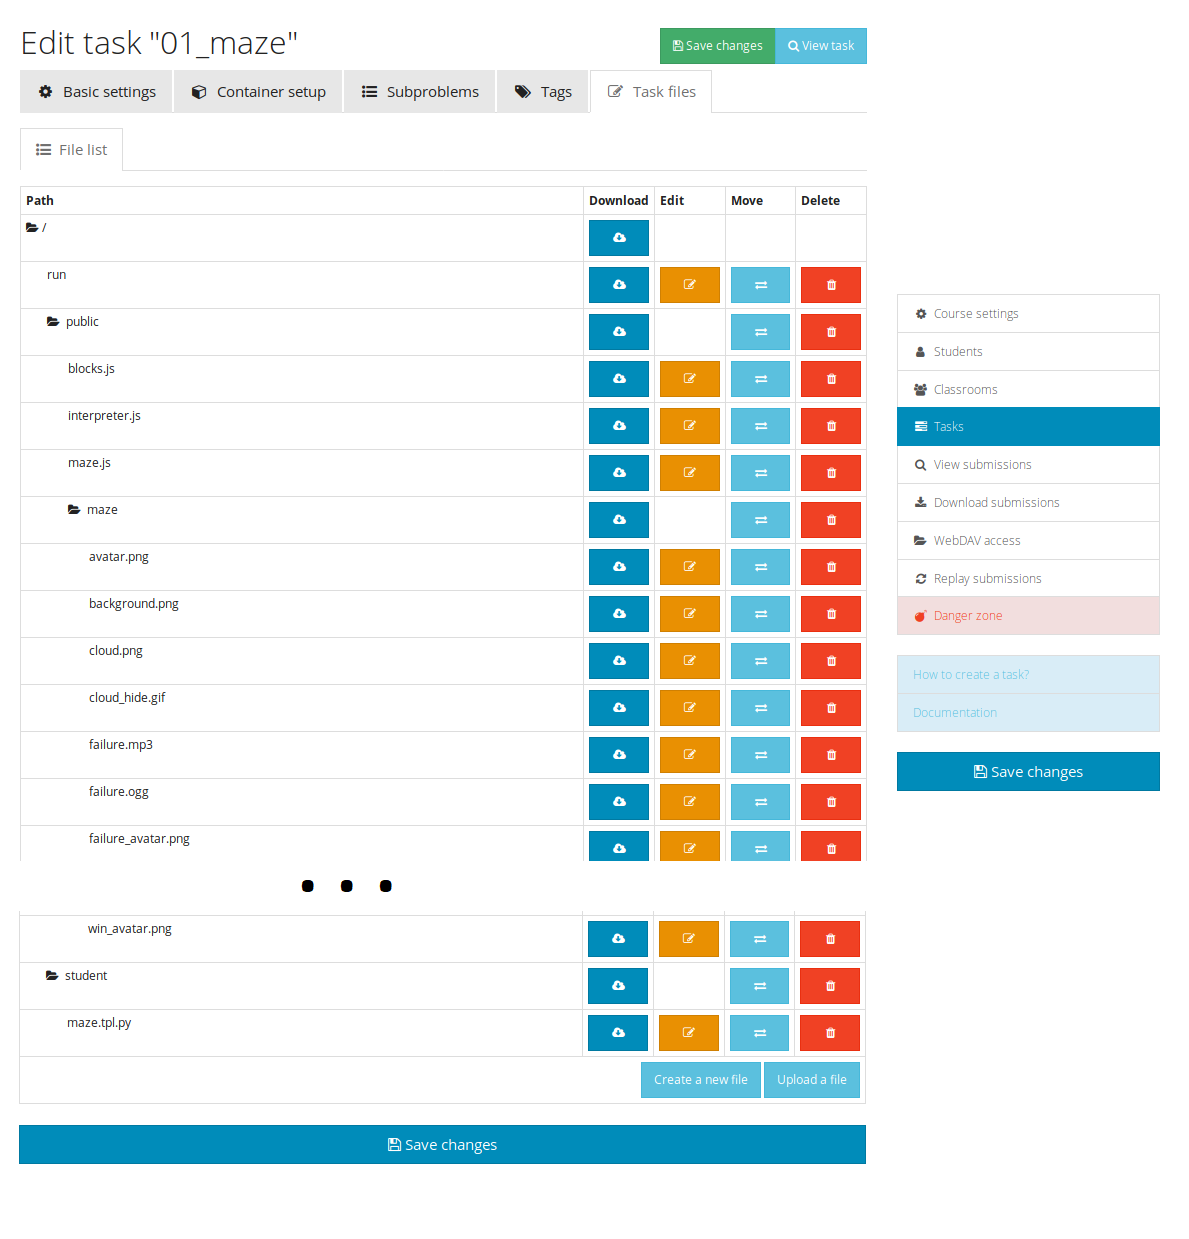 Edit task "01_maze"
Save changes
View task
Basic settings
Container setup
Subproblems
Tags
Task files
File list
Path Download Edit Move Delete
/
run
public
blocks.js
interpreter.js
maze.js
maze
avatar.png
background.png
cloud.png
cloud_hide.gif
failure.mp3
failure.ogg
failure_avatar.png
win_avatar.png
student
maze.tpl.py
Create a new file
Upload a file
Save changes
Course settings
Students
Classrooms
Tasks
View submissions
Download submissions
WebDAV access
Replay submissions
Danger zone
How to create a task?
Documentation
Save changes